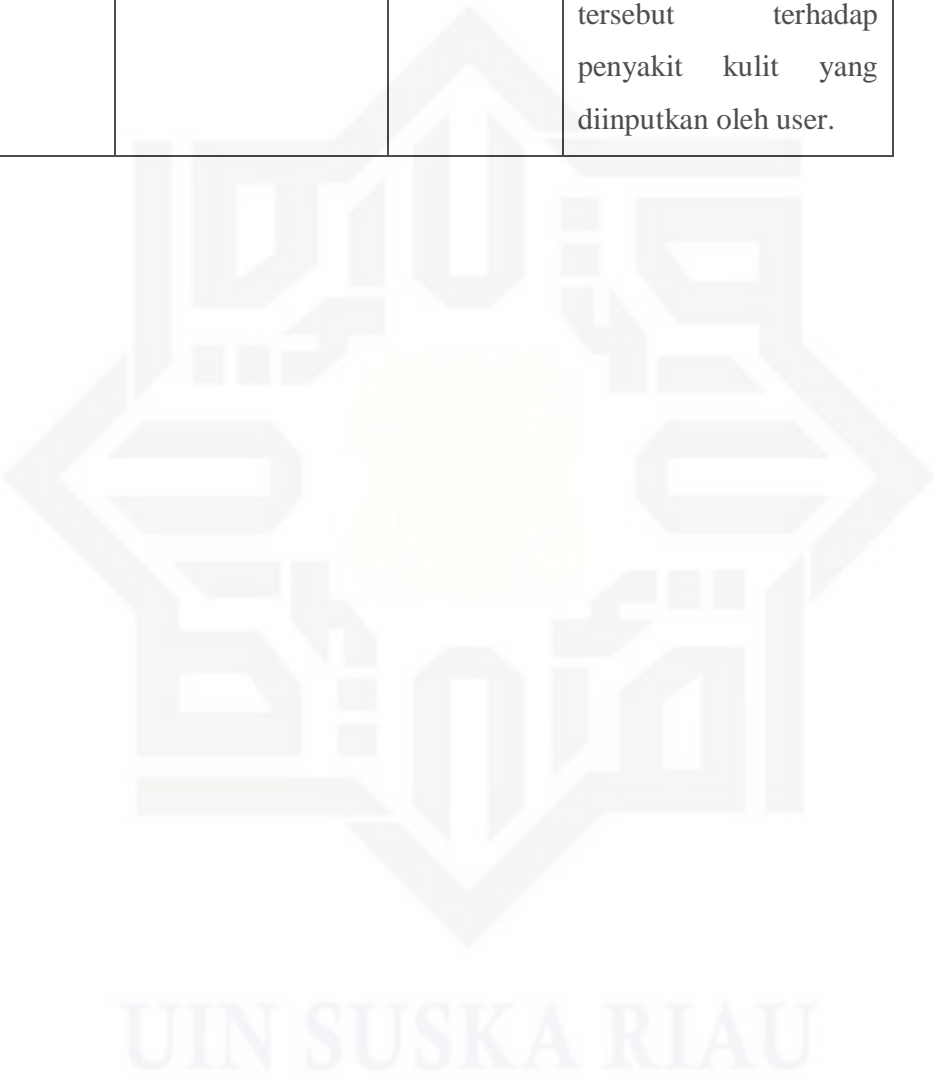 tersebut terhadap
penyakit kulit yang
diinputkan oleh user.
UIN SUSKA RIAU